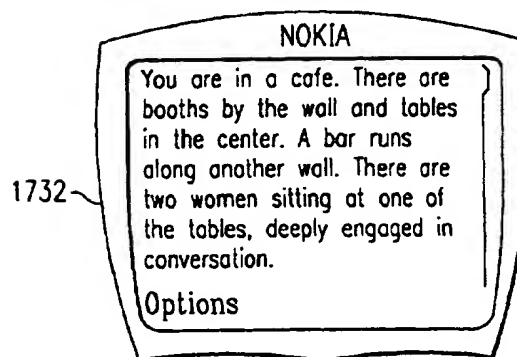 NOKIA
You are in a cafe. There are
booths by the wall and tables
in the center. A bar runs
along another wall. There are
two women sitting at one of
the tables, deeply engaged in
conversation.
1732
Options